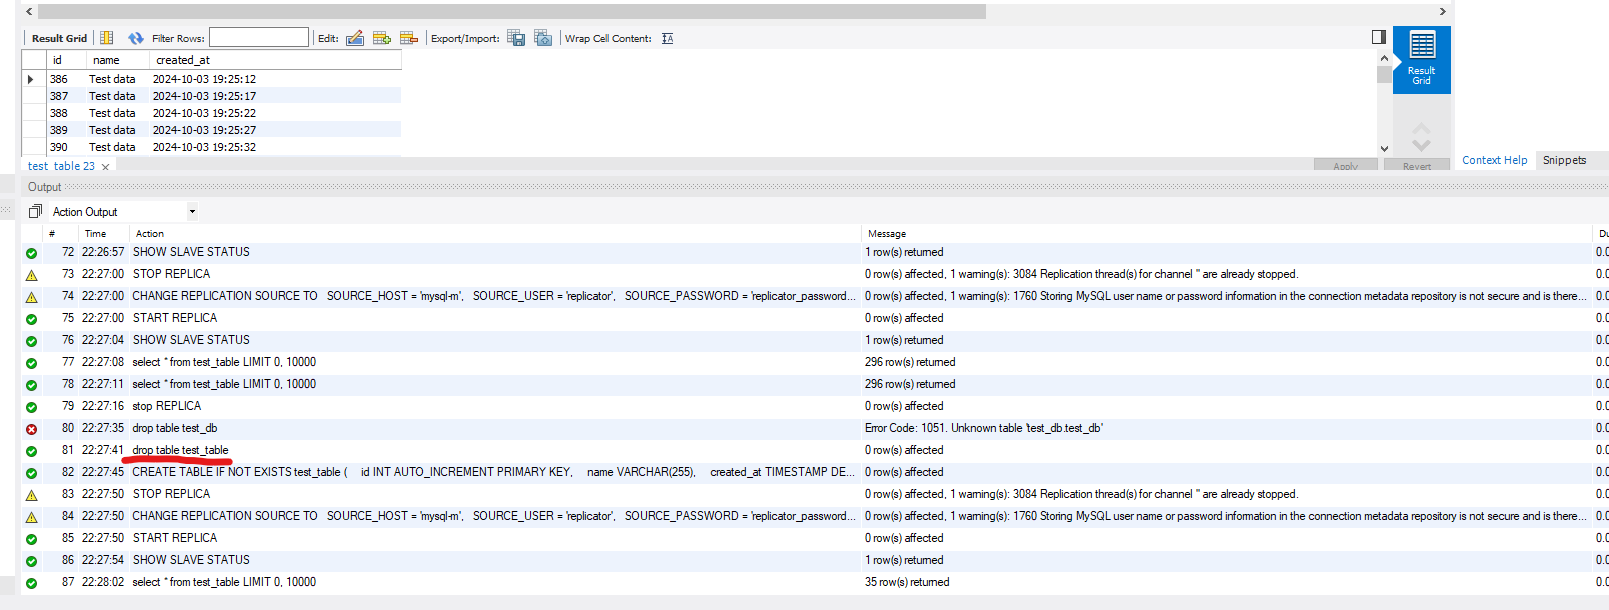 Result Grid Filter Rows: Edit: Export/Import: Wrap Cell Content: IA
id name created_at
386 Test data 2024-10-03 19:25:12
387 Test data 2024-10-03 19:25:17
388 Test data 2024-10-03 19:25:22
389 Test data 2024-10-03 19:25:27
390 Test data 2024-10-03 19:25:32
Result
Grid
test_table 23 Apply Revert Context Help Snippets
Output
Action Output
# Time Action Message Du
72 22:26:57 SHOW SLAVE STATUS 1 row(s) returned 0.0
73 22:27:00 STOP REPLICA 0 row(s) affected, 1 warning(s): 3084 Replication thread(s) for channel '' are already stopped. 0.0
74 22:27:00 CHANGE REPLICATION SOURCE TO SOURCE_HOST = 'mysql-m', SOURCE_USER = 'replicator', SOURCE_PASSWORD = 'replicator_password... 0 row(s) affected, 1 warning(s): 1760 Storing MySQL user name or password information in the connection metadata repository is not secure and is there... 0.0
75 22:27:00 START REPLICA 0 row(s) affected 0.0
76 22:27:04 SHOW SLAVE STATUS 1 row(s) returned 0.0
77 22:27:08 select * from test_table LIMIT 0, 10000 296 row(s) returned 0.0
78 22:27:11 select * from test_table LIMIT 0, 10000 296 row(s) returned 0.0
79 22:27:16 stop REPLICA 0 row(s) affected 0.0
80 22:27:35 drop table test_db Error Code: 1051. Unknown table 'test_db.test_db' 0.0
81 22:27:41 drop table test_table 0 row(s) affected 0.0
82 22:27:45 CREATE TABLE IF NOT EXISTS test_table ( id INT AUTO_INCREMENT PRIMARY KEY, name VARCHAR(255), created_at TIMESTAMP DE... 0 row(s) affected 0.0
83 22:27:50 STOP REPLICA 0 row(s) affected, 1 warning(s): 3084 Replication thread(s) for channel '' are already stopped. 0.0
84 22:27:50 CHANGE REPLICATION SOURCE TO SOURCE_HOST = 'mysql-m', SOURCE_USER = 'replicator', SOURCE_PASSWORD = 'replicator_password... 0 row(s) affected, 1 warning(s): 1760 Storing MySQL user name or password information in the connection metadata repository is not secure and is there... 0.0
85 22:27:50 START REPLICA 0 row(s) affected 0.0
86 22:27:54 SHOW SLAVE STATUS 1 row(s) returned 0.0
87 22:28:02 select * from test_table LIMIT 0, 10000 35 row(s) returned 0.0